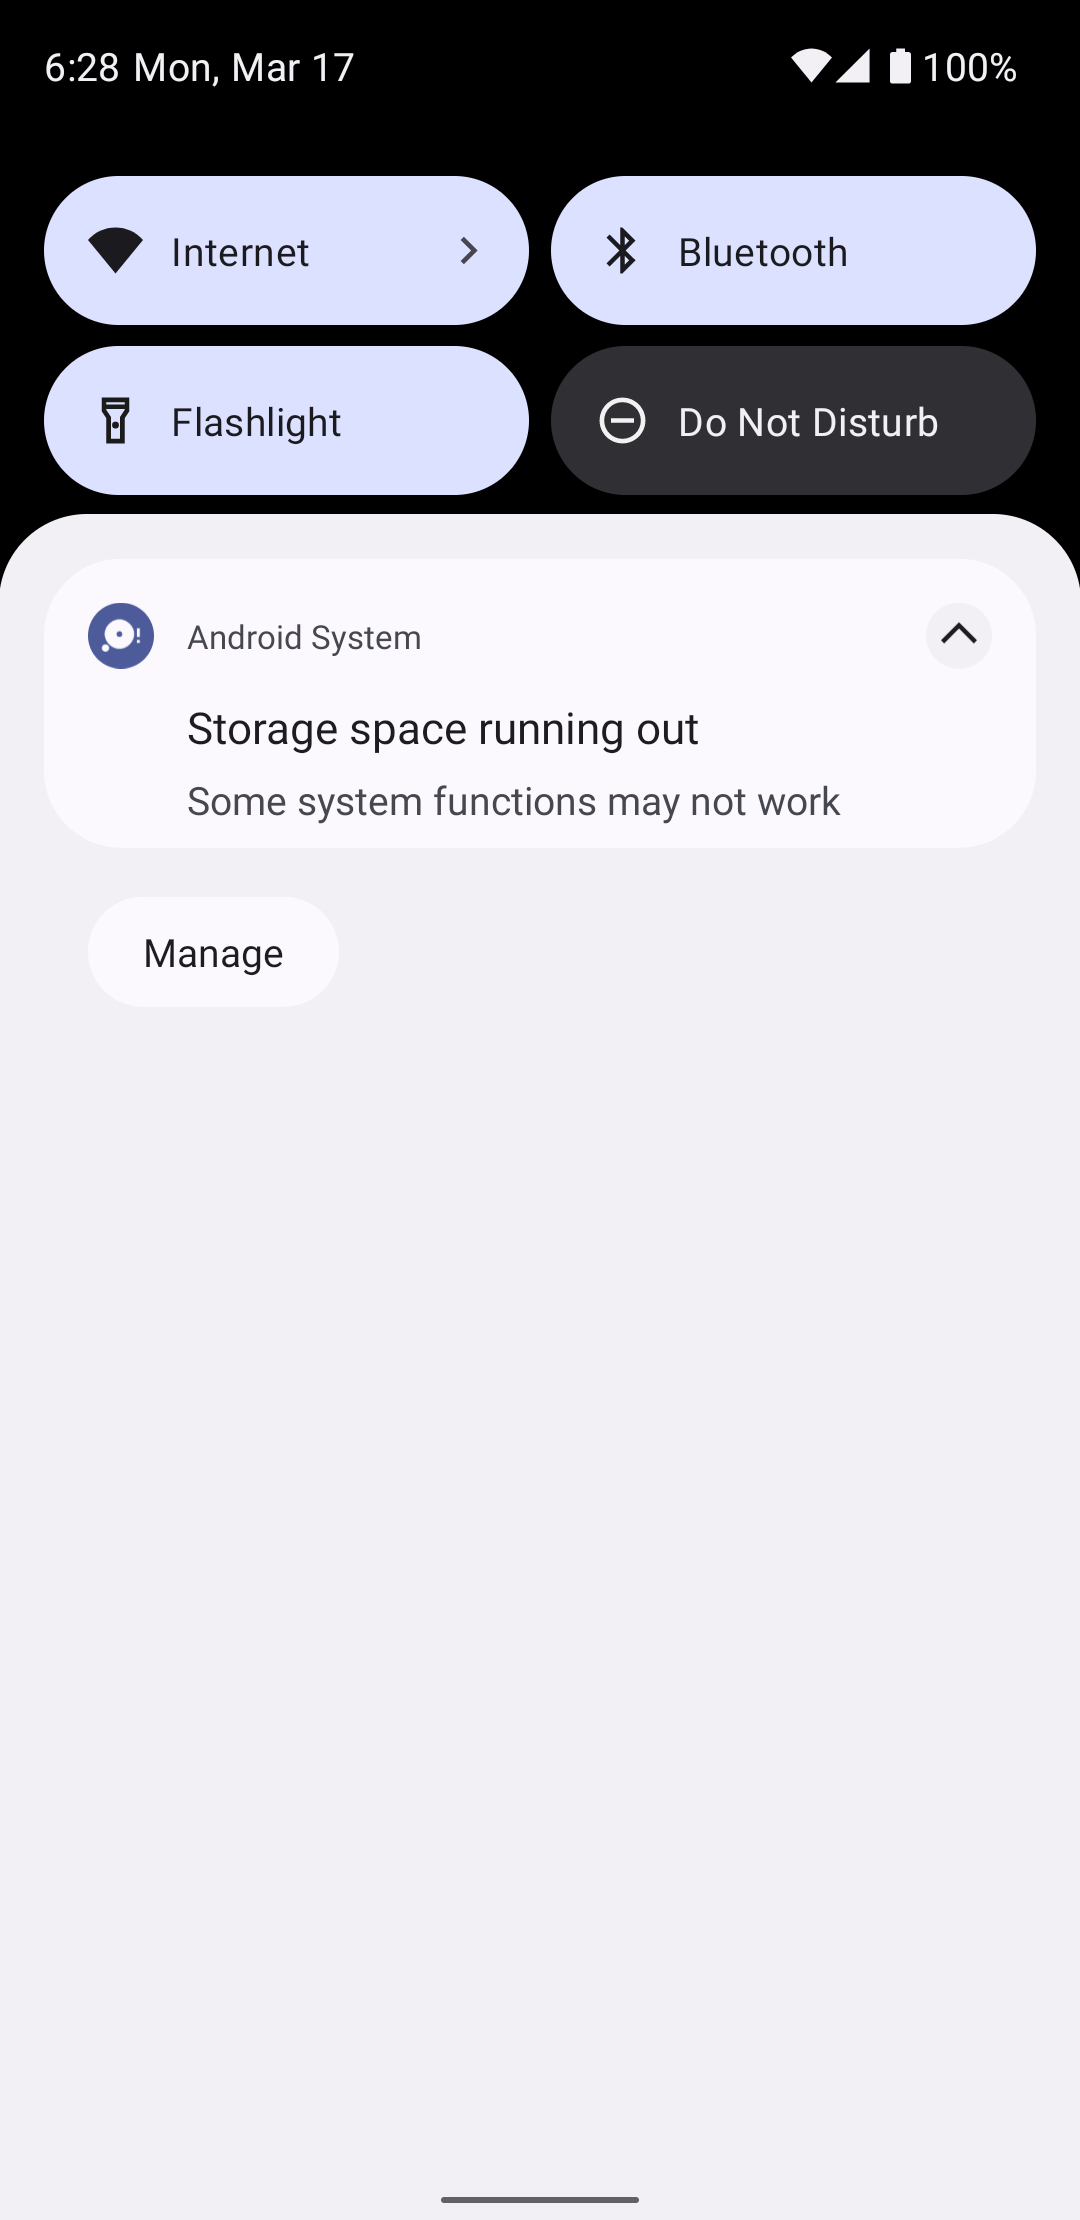 6:28 Mon, Mar 17 100%
Internet Bluetooth
Flashlight Do Not Disturb
Android System
Storage space running out
Some system functions may not work
Manage